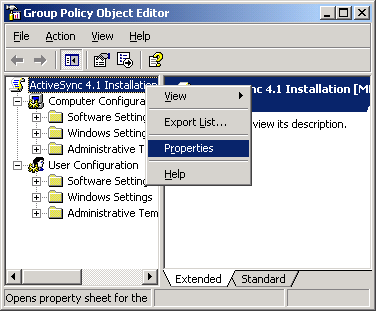 Group Policy Object Editor
File Action View Help
ActiveSync 4.1 Installation
Computer Configura
Software Setting
Windows Setting
Administrative T
User Configuration
Software Settings
Windows Settings
Administrative Tem
Sync 4.1 Installation [M
view its description.
View
Export List...
Properties
Help
Extended Standard
Opens property sheet for the